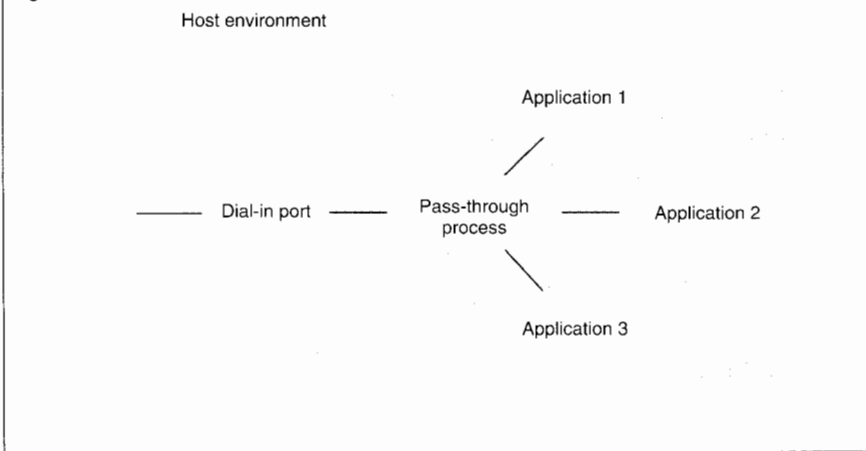 Host environment
Application 1
Dial-in port
Pass-through
process
Application 2
Application 3